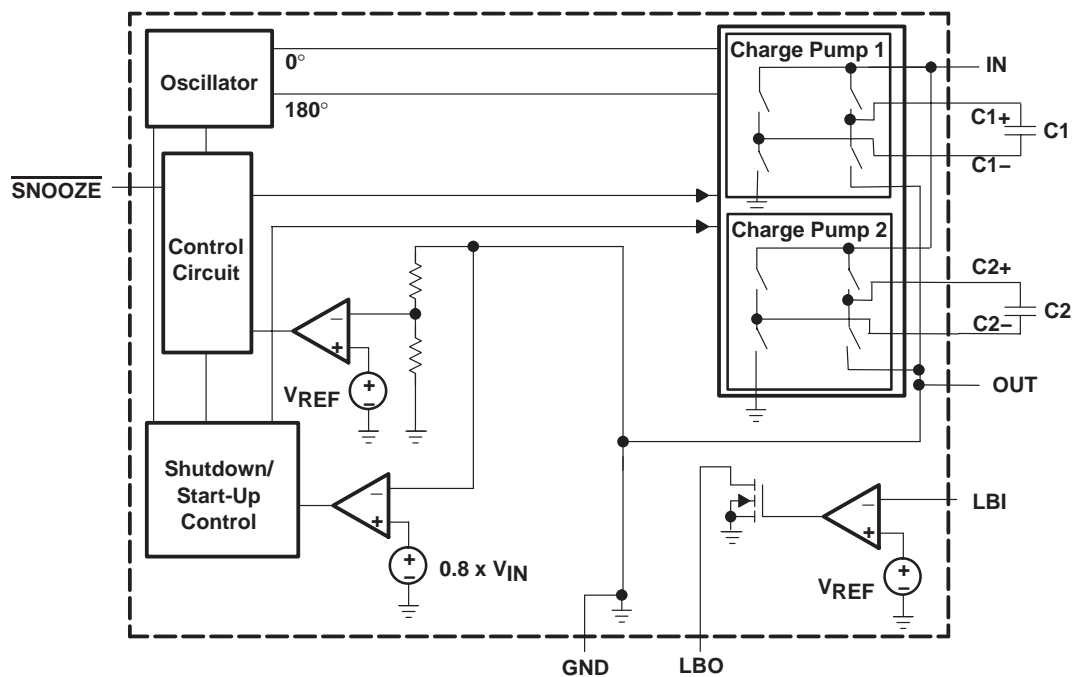 Oscillator
0°
180°
Charge Pump 1
IN
C1+
C1
C1−
SNOOZE
Control
Circuit
Charge Pump 2
C2+
C2
C2−
OUT
−
+
VREF
+
−
Shutdown/
Start-Up
Control
−
+
+
−
0.8 x VIN
LBI
−
+
VREF
+
−
GND
LBO